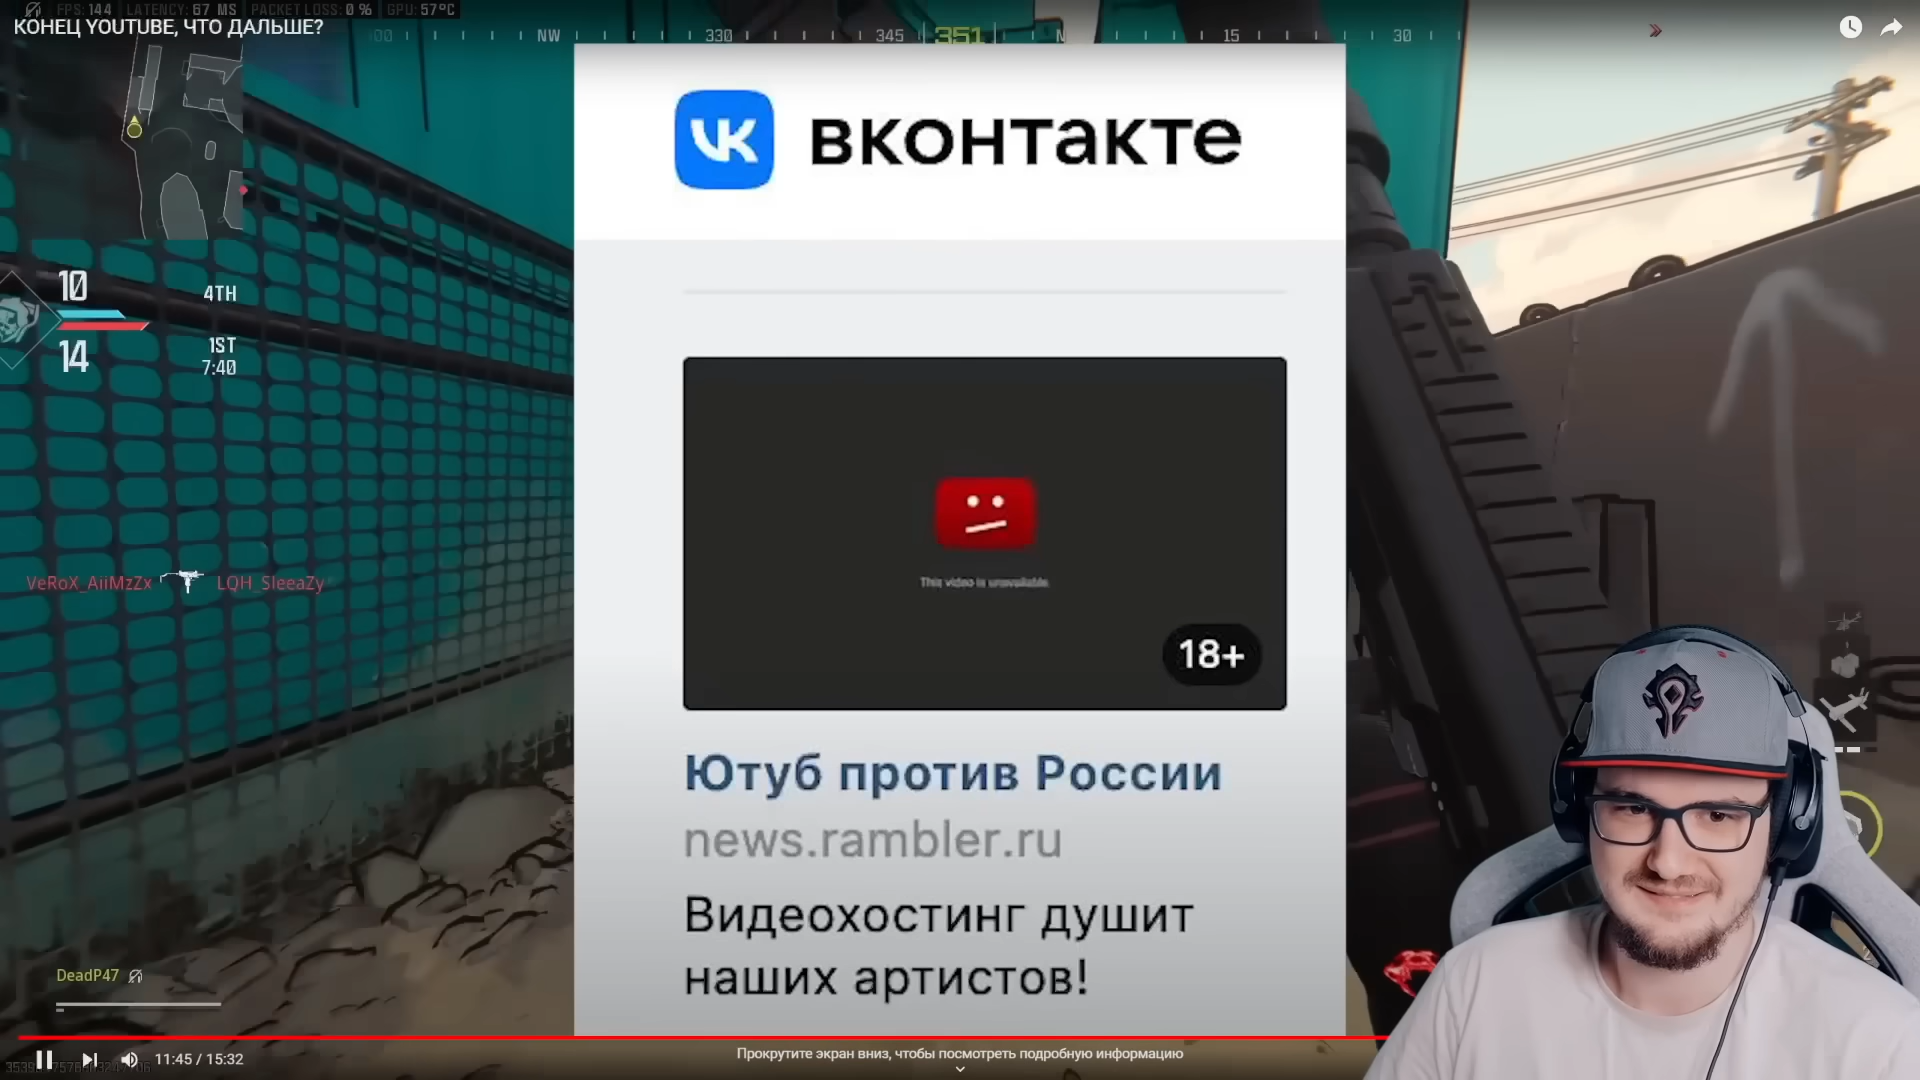 FPS: 144 LATENCY: 67 MS PACKET LOSS: 0 % GPU: 57°C
КОНЕЦ YOUTUBE, ЧТО ДАЛЬШЕ?
NW 330 345 351 N 15 30
вконтакте
10
4TH
14
1ST
7:40
This video is unavailable.
18+
VeRoX_AiiMzZx LQH_SleeaZy
Ютуб против России
news.rambler.ru
Видеохостинг душит
наших артистов!
DeadP47
11:45 / 15:32
Прокрутите экран вниз, чтобы посмотреть подробную информацию